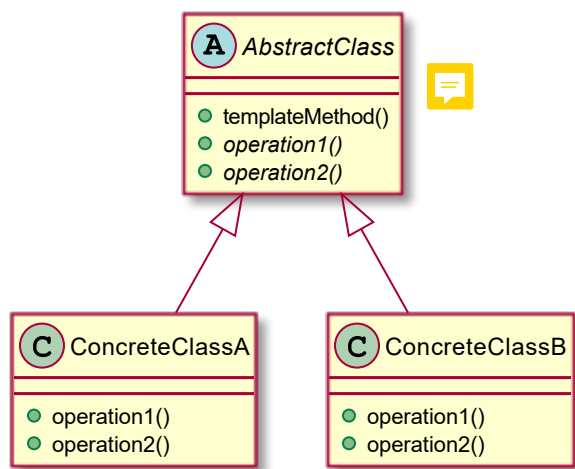 A AbstractClass
templateMethod()
operation1()
operation2()
C ConcreteClassA
operation1()
operation2()
C ConcreteClassB
operation1()
operation2()